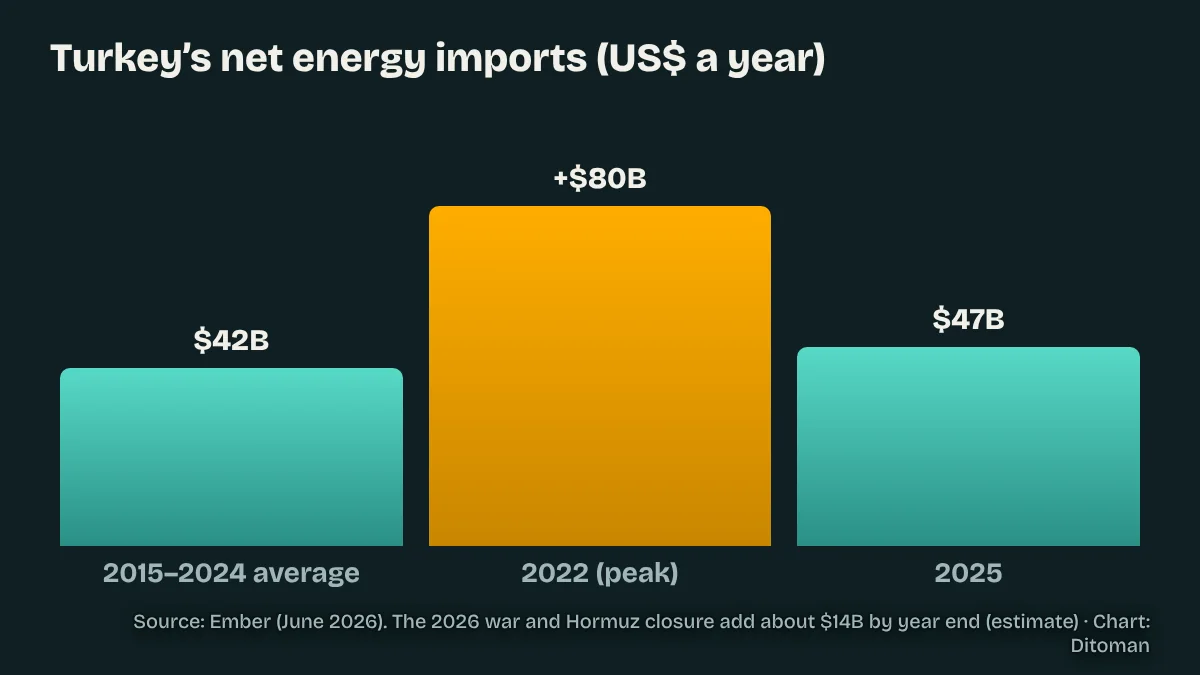 Turkey’s net energy imports (US$ a year)
+$80B
$47B
$42B
2015–2024 average
2022 (peak)
2025
Source: Ember (June 2026). The 2026 war and Hormuz closure add about $14B by year end (estimate) · Chart:
Ditoman